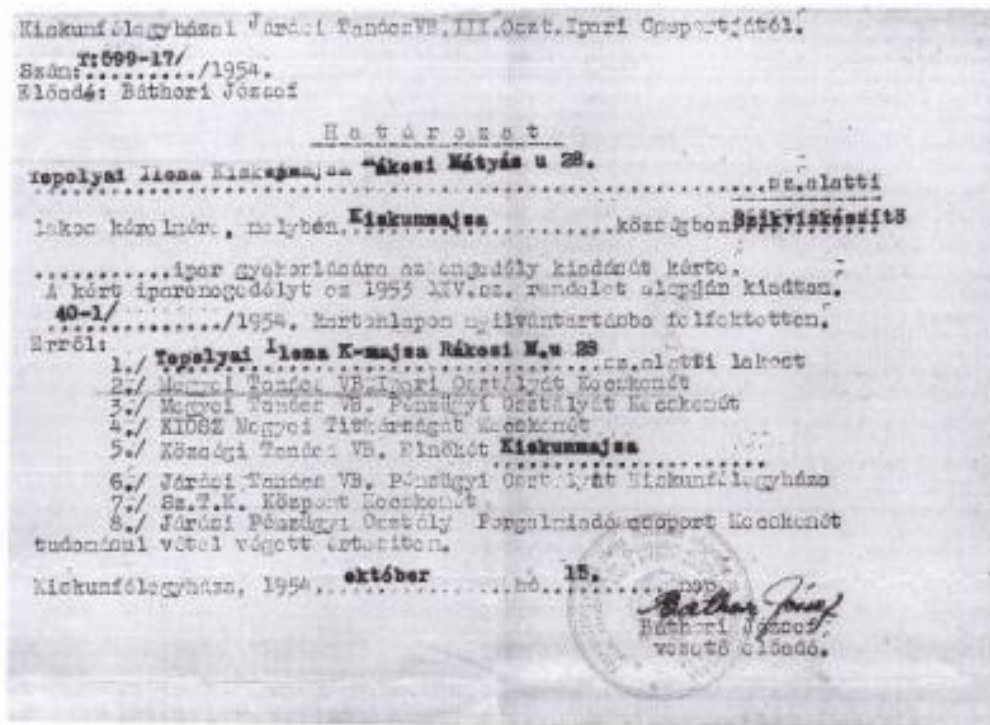 Kiskunfélegyházai Járási TanácsVB.III.Oszt.Ipari Csoportjától.
Szám:T:599-17/........./1954.
Előadó: Báthori József
Határozat
Topolyai Ilona Kiskunmajsa Rákosi Mátyás u 28.
sz.alatti
lakos kérelmére, melyben.Kiskunmajsa....................községben Szikvízkészítő
............ipar gyakorlására az engedély kiadását kérte.
A kért iparengedélyt az 1953 XIV.sz. rendelet alapján kiadtam.
40-1/............../1954. kartonlapon nyilvántartásba felfektettem.
Erről:
1./ Topolyai Ilona K-majsa Rákosi M.u 28 sz.alatti lakost
2./ Megyei Tanács VB.Ipari Osztályát Kecskemét
3./ Megyei Tanács VB. Pénzügyi Osztályát Kecskemét
4./ KIOSZ Megyei Titkárságát Kecskemét
5./ Községi Tanács VB. Elnökét Kiskunmajsa
6./ Járási Tanács VB. Pénzügyi Osztályát Kiskunfélegyháza
7./ Sz.T.K. Központ Kecskemét.
8./ Járási Pészügyi Osztály Forgalmiadó csoport Kecskemét
tudomásul vétel végett értesítem.
Kiskunfélegyháza, 1954.október............hó...15.........nap
Báthori József
Báthori József
vezető előadó.